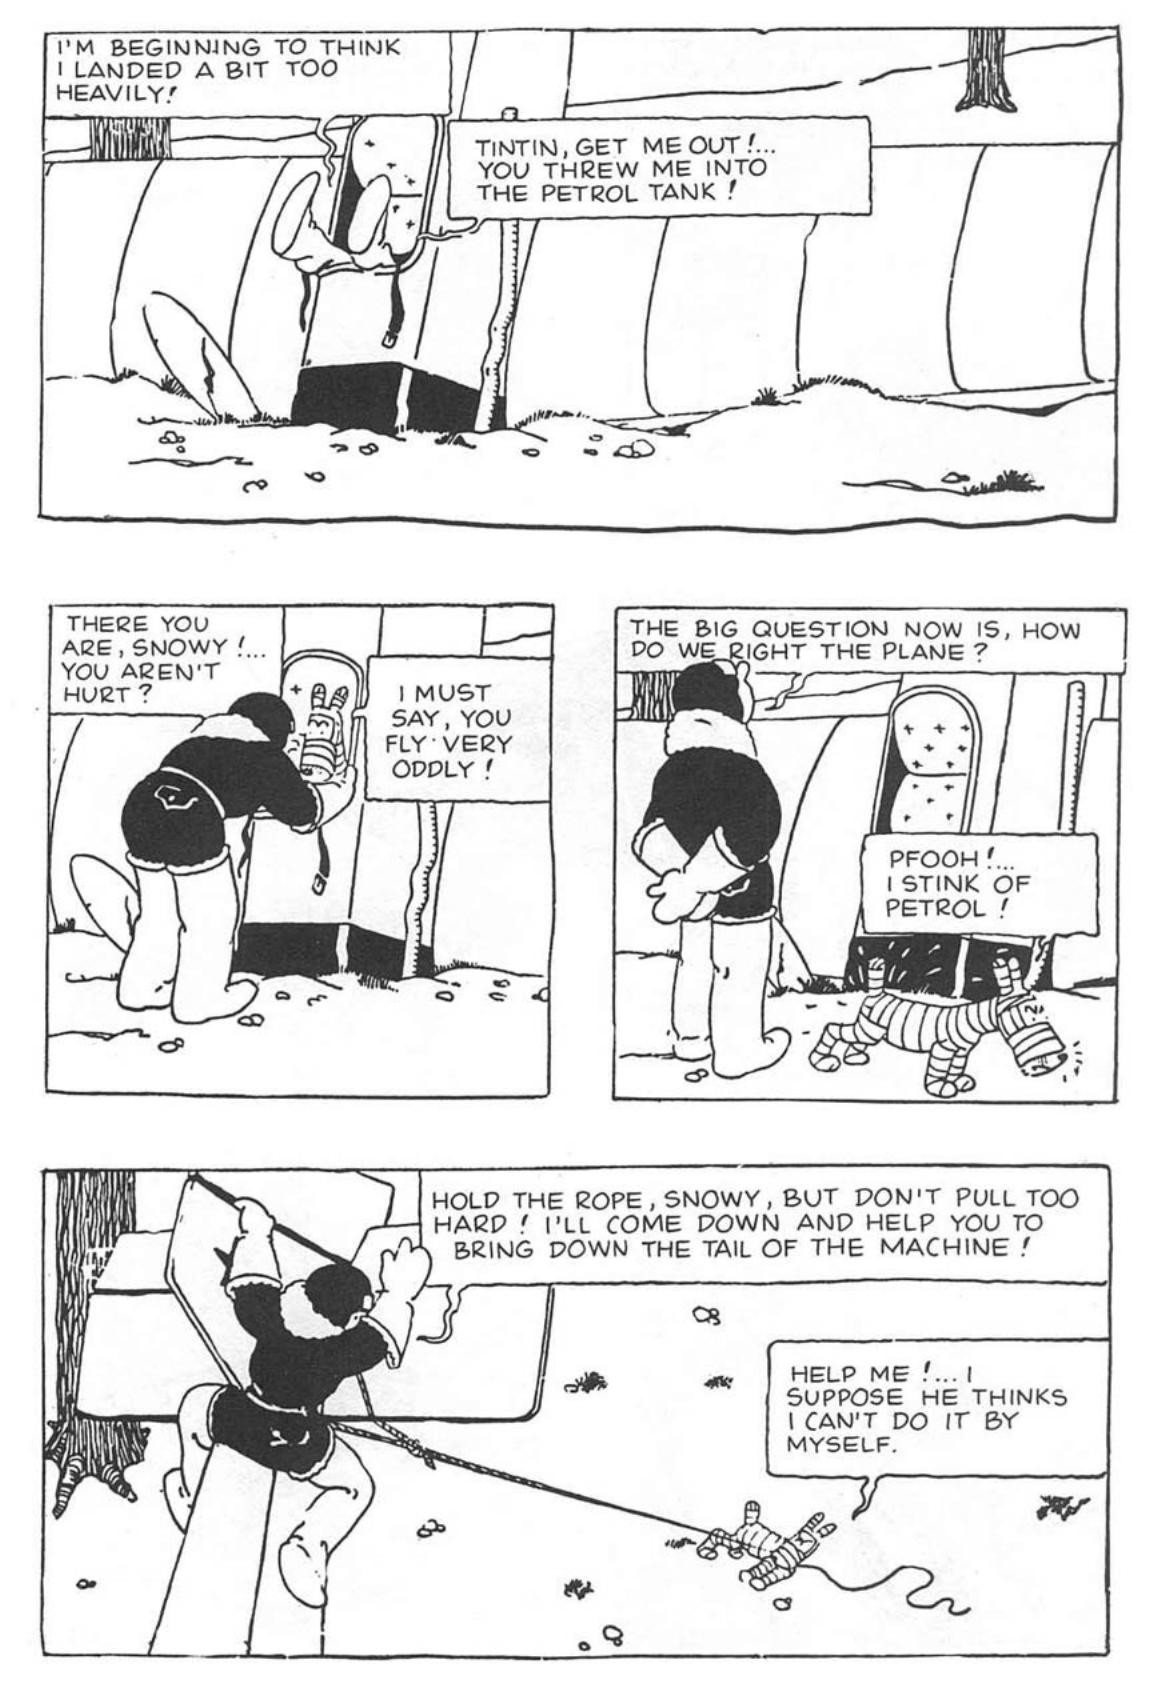 I'M BEGINNING TO THINK
I LANDED A BIT TOO
HEAVILY!
TINTIN, GET ME OUT!...
YOU THREW ME INTO
THE PETROL TANK!
THERE YOU
ARE, SNOWY!...
YOU AREN'T
HURT?
I MUST
SAY, YOU
FLY VERY
ODDLY!
THE BIG QUESTION NOW IS, HOW
DO WE RIGHT THE PLANE?
PFOOH!...
I STINK OF
PETROL!
HOLD THE ROPE, SNOWY, BUT DON'T PULL TOO
HARD! I'LL COME DOWN AND HELP YOU TO
BRING DOWN THE TAIL OF THE MACHINE!
HELP ME!... I
SUPPOSE HE THINKS
I CAN'T DO IT BY
MYSELF.